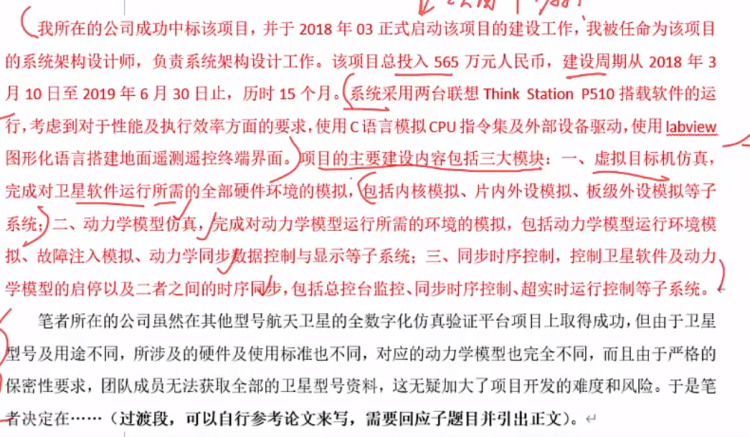 我所在的公司成功中标该项目，并于 2018 年 03 正式启动该项目的建设工作，我被任命为该项目
的系统架构设计师，负责系统架构设计工作。该项目总投入 565 万元人民币，建设周期从 2018 年 3
月 10 日至 2019 年 6 月 30 日止，历时 15 个月。系统采用两台联想 Think Station P510 搭载软件的运
行，考虑到对于性能及执行效率方面的要求，使用 C 语言模拟 CPU 指令集及外部设备驱动，使用 labview
图形化语言搭建地面遥测遥控终端界面。项目的主要建设内容包括三大模块：一、虚拟目标机仿真，
完成对卫星软件运行所需的全部硬件环境的模拟，包括内核模拟、片内外设模拟、板级外设模拟等子
系统；二、动力学模型仿真，完成对动力学模型运行所需的环境的模拟，包括动力学模型运行环境模
拟、故障注入模拟、动力学同步数据控制与显示等子系统；三、同步时序控制，控制卫星软件及动力
学模型的启停以及二者之间的时序同步，包括总控台监控、同步时序控制、超实时运行控制等子系统。
笔者所在的公司虽然在其他型号航天卫星的全数字化仿真验证平台项目上取得成功，但由于卫星
型号及用途不同，所涉及的硬件及使用标准也不同，对应的动力学模型也完全不同，而且由于严格的
保密性要求，团队成员无法获取全部的卫星型号资料，这无疑加大了项目开发的难度和风险。于是笔
者决定在……（过渡段，可以自行参考论文来写，需要回应子题目并引出正文）。